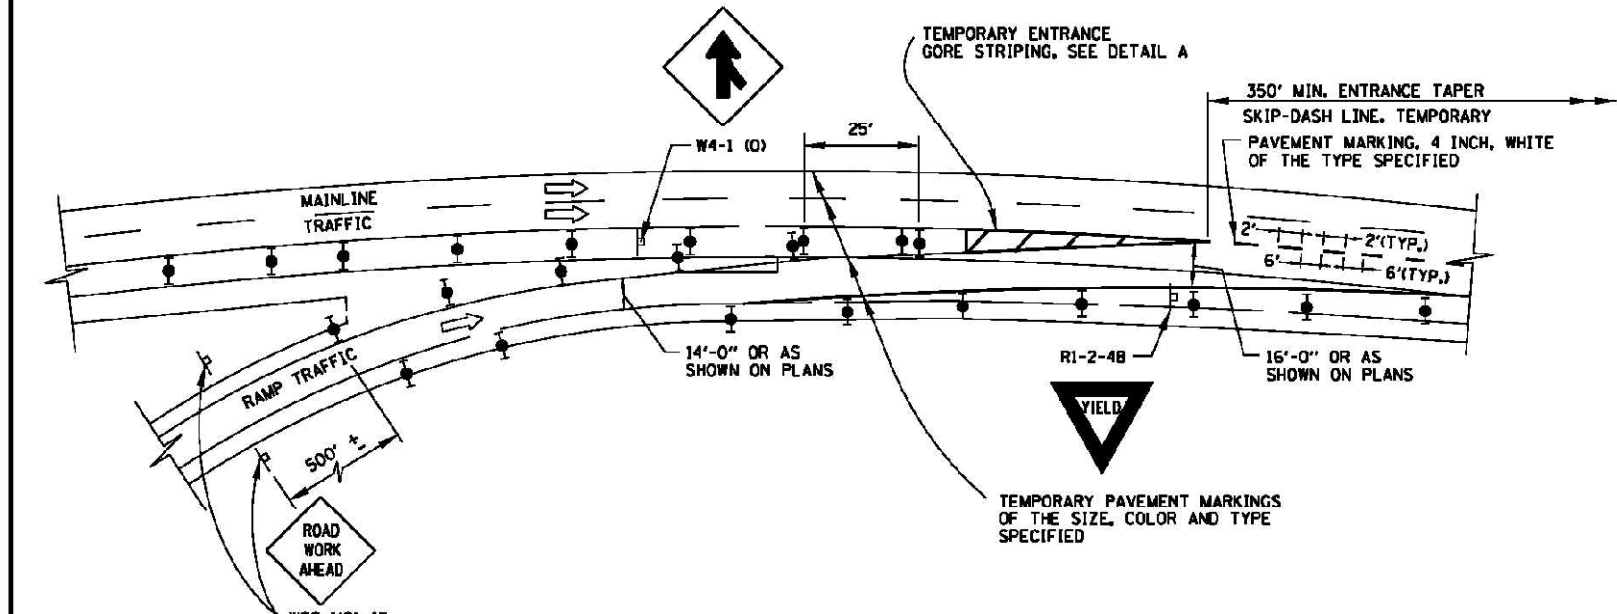 TEMPORARY ENTRANCE
GORE STRIPING, SEE DETAIL A
350' MIN. ENTRANCE TAPER
SKIP-DASH LINE, TEMPORARY
PAVEMENT MARKING, 4 INCH, WHITE
OF THE TYPE SPECIFIED
25'
W4-1 (O)
MAINLINE
TRAFFIC
2'
2'(TYP.)
6'
6'(TYP.)
14'-0" OR AS
SHOWN ON PLANS
R1-2-48
16'-0" OR AS
SHOWN ON PLANS
RAMP TRAFFIC
YIELD
500' ±
TEMPORARY PAVEMENT MARKINGS
OF THE SIZE, COLOR AND TYPE
SPECIFIED
ROAD
WORK
AHEAD